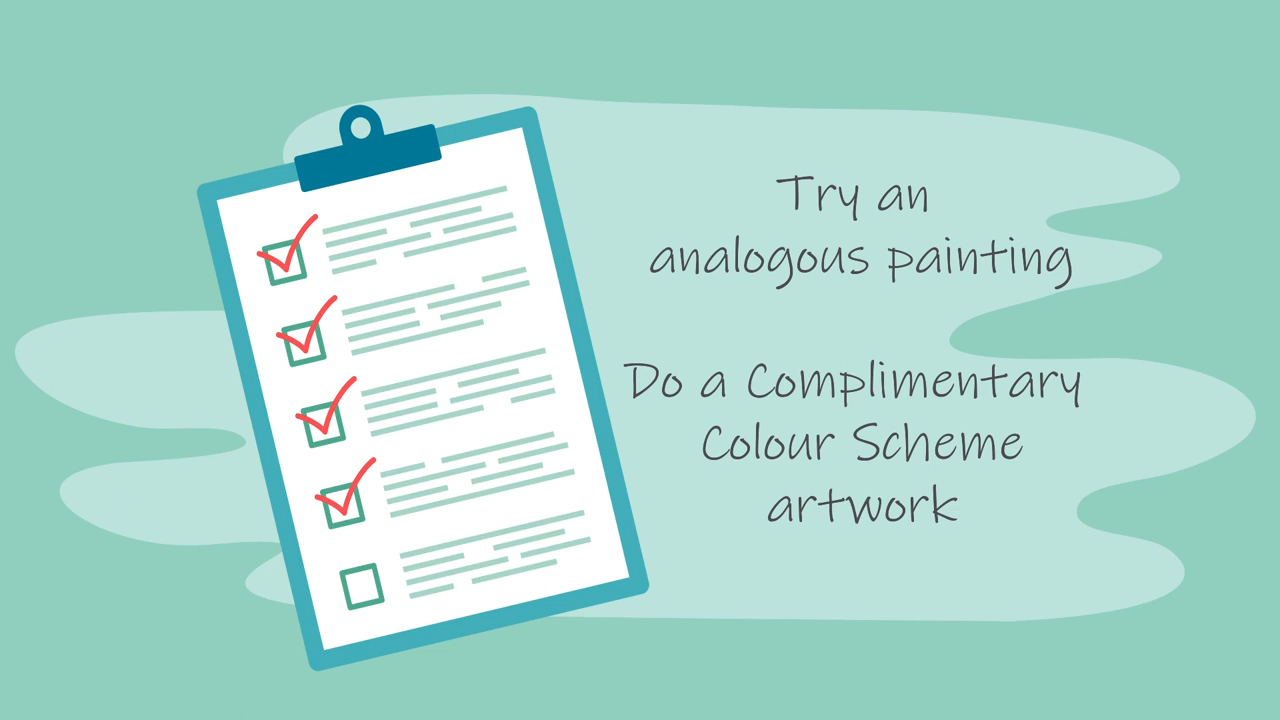 Try an
analogous painting
Do a Complimentary
Colour Scheme
artwork